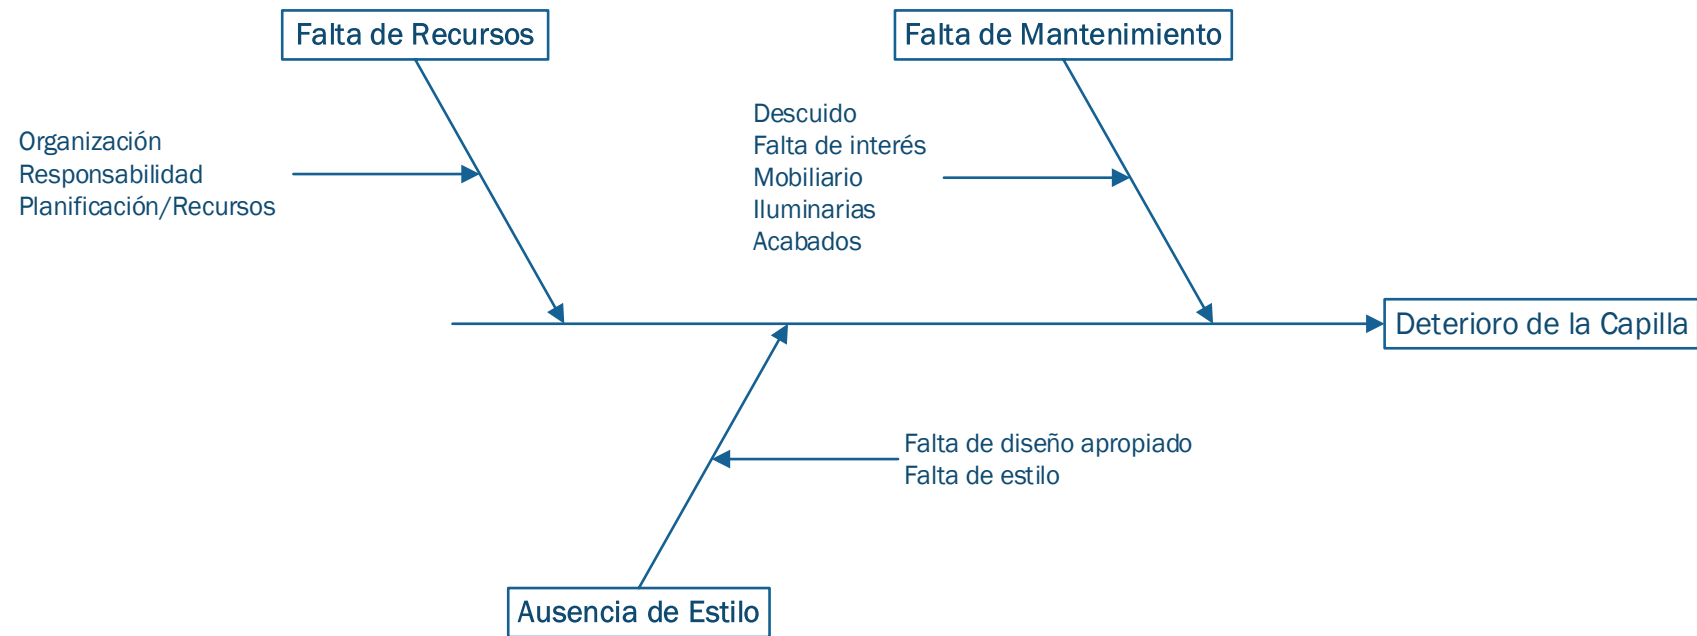 Falta de Recursos
Falta de Mantenimiento
Organización
Responsabilidad
Planificación/Recursos
Descuido
Falta de interés
Mobiliario
Iluminarias
Acabados
Deterioro de la Capilla
Falta de diseño apropiado
Falta de estilo
Ausencia de Estilo